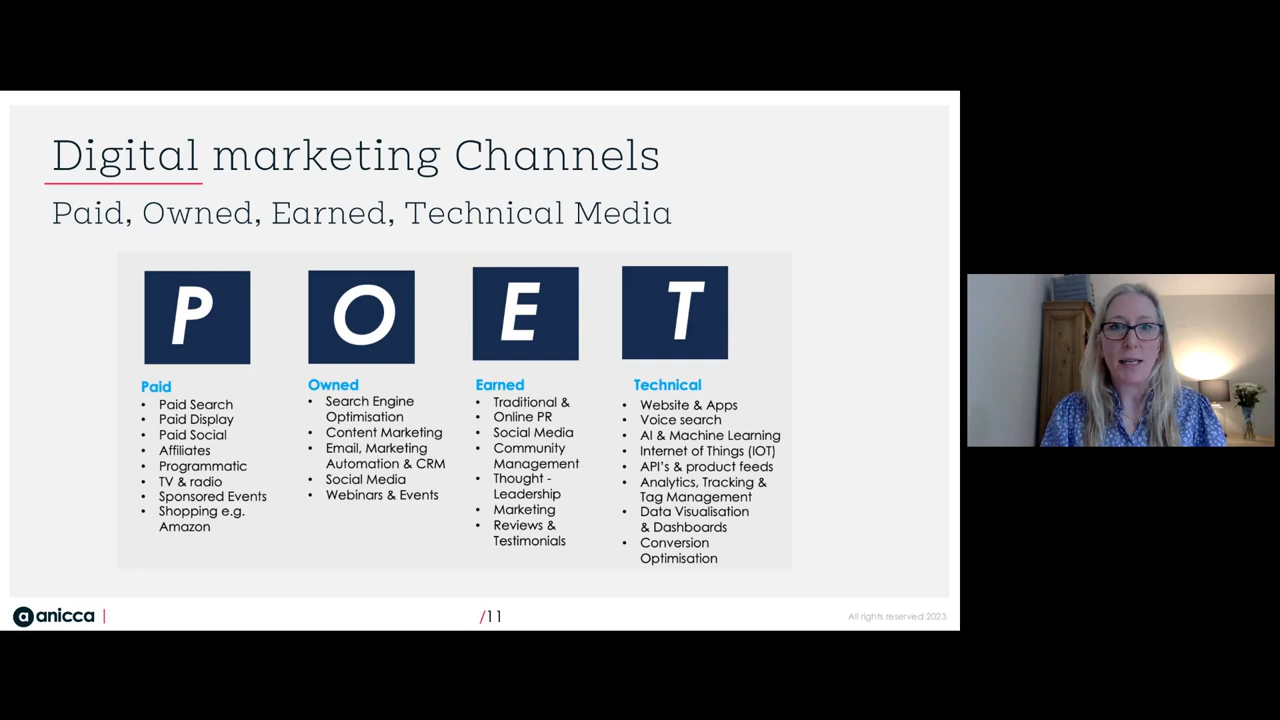 Digital marketing Channels
Paid, Owned, Earned, Technical Media
P O E T
Paid
• Paid Search
• Paid Display
• Paid Social
• Affiliates
• Programmatic
• TV & radio
• Sponsored Events
• Shopping e.g.
Amazon
Owned
• Search Engine
Optimisation
• Content Marketing
• Email, Marketing
Automation & CRM
• Social Media
• Webinars & Events
Earned
• Traditional &
• Online PR
• Social Media
• Community
Management
• Thought -
Leadership
• Marketing
• Reviews &
Testimonials
Technical
• Website & Apps
• Voice search
• AI & Machine Learning
• Internet of Things (IOT)
• API's & product feeds
• Analytics, Tracking &
Tag Management
• Data Visualisation
& Dashboards
• Conversion
Optimisation
a anicca |
/11
All rights reserved 2023